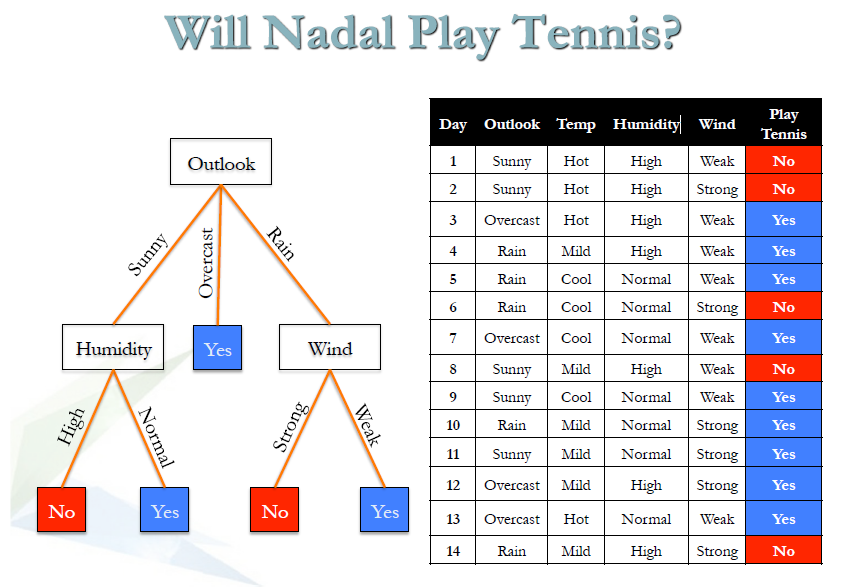 Will Nadal Play Tennis?
Outlook
Sunny
Overcast
Rain
Humidity
Yes
Wind
High
Normal
Strong
Weak
No
Yes
No
Yes
Day Outlook Temp Humidity Wind Play Tennis
1 Sunny Hot High Weak No
2 Sunny Hot High Strong No
3 Overcast Hot High Weak Yes
4 Rain Mild High Weak Yes
5 Rain Cool Normal Weak Yes
6 Rain Cool Normal Strong No
7 Overcast Cool Normal Weak Yes
8 Sunny Mild High Weak No
9 Sunny Cool Normal Weak Yes
10 Rain Mild Normal Strong Yes
11 Sunny Mild Normal Strong Yes
12 Overcast Mild High Strong Yes
13 Overcast Hot Normal Weak Yes
14 Rain Mild High Strong No